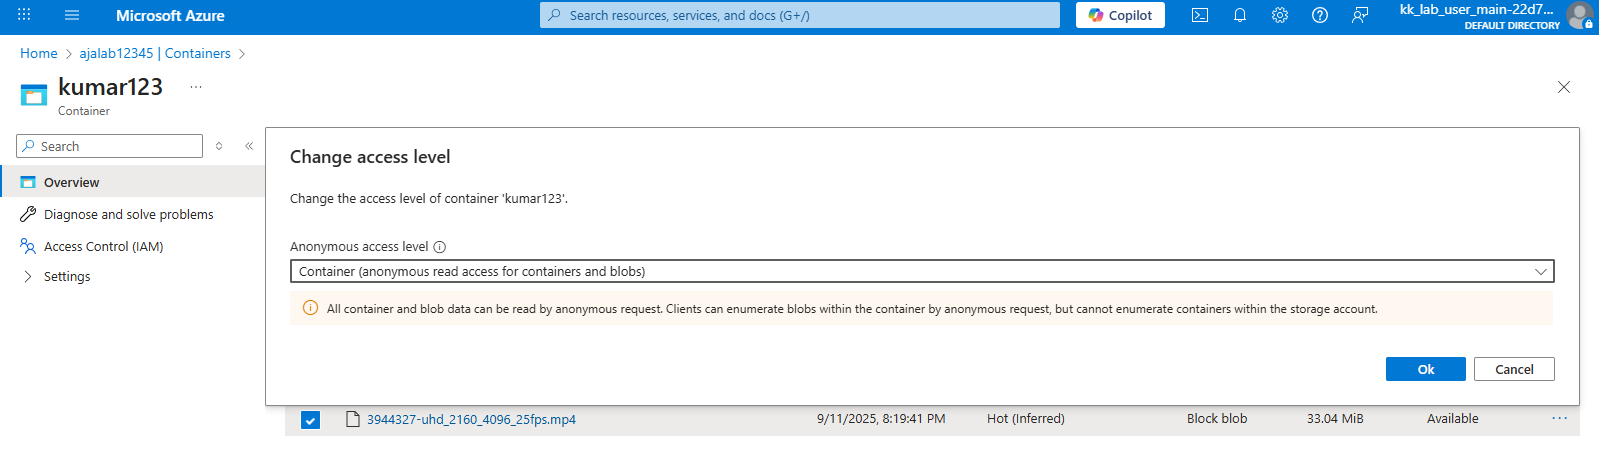 Microsoft Azure
Search resources, services, and docs (G+/)
Copilot
kk_lab_user_main-22d7...
DEFAULT DIRECTORY
Home > ajalab12345 | Containers >
kumar123 ...
Container
Search
Overview
Diagnose and solve problems
Access Control (IAM)
Settings
Change access level
Change the access level of container 'kumar123'.
Anonymous access level
Container (anonymous read access for containers and blobs)
All container and blob data can be read by anonymous request. Clients can enumerate blobs within the container by anonymous request, but cannot enumerate containers within the storage account.
Ok
Cancel
3944327-uhd_2160_4096_25fps.mp4 9/11/2025, 8:19:41 PM Hot (Inferred) Block blob 33.04 MiB Available ...